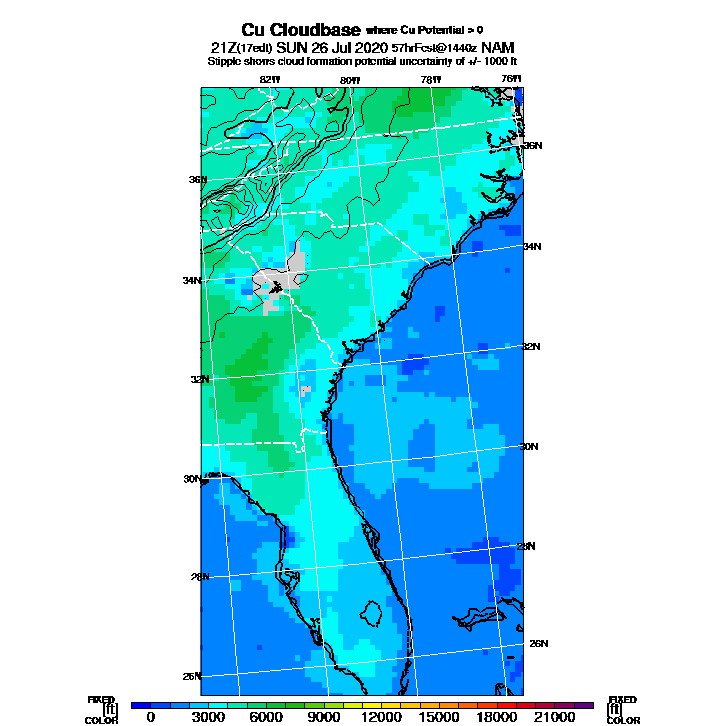 Cu Cloudbase where Cu Potential > 0
21Z(17edt) SUN 26 Jul 2020 57hrFcst@1440z NAM
Stipple shows cloud formation potential uncertainty of +/- 1000 ft
82W 80W 78W 76W
36N
36N
34N
34N
32N
32N
30N
30N
28N
28N
26N
26N
FIXED [ft] COLOR
0 3000 6000 9000 12000 15000 18000 21000
FIXED [ft] COLOR